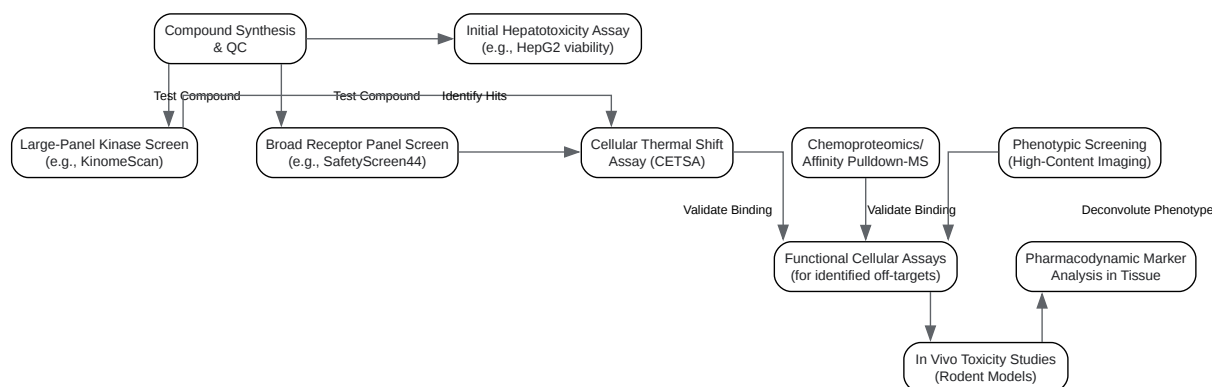 Compound Synthesis
& QC
Initial Hepatotoxicity Assay
(e.g., HepG2 viability)
Test Compound
Test Compound
Identify Hits
Large-Panel Kinase Screen
(e.g., KinomeScan)
Broad Receptor Panel Screen
(e.g., SafetyScreen44)
Cellular Thermal Shift
Assay (CETSA)
Chemoproteomics/
Affinity Pulldown-MS
Phenotypic Screening
(High-Content Imaging)
Validate Binding
Validate Binding
Deconvolute Phenotype
Functional Cellular Assays
(for identified off-targets)
Pharmacodynamic Marker
Analysis in Tissue
In Vivo Toxicity Studies
(Rodent Models)